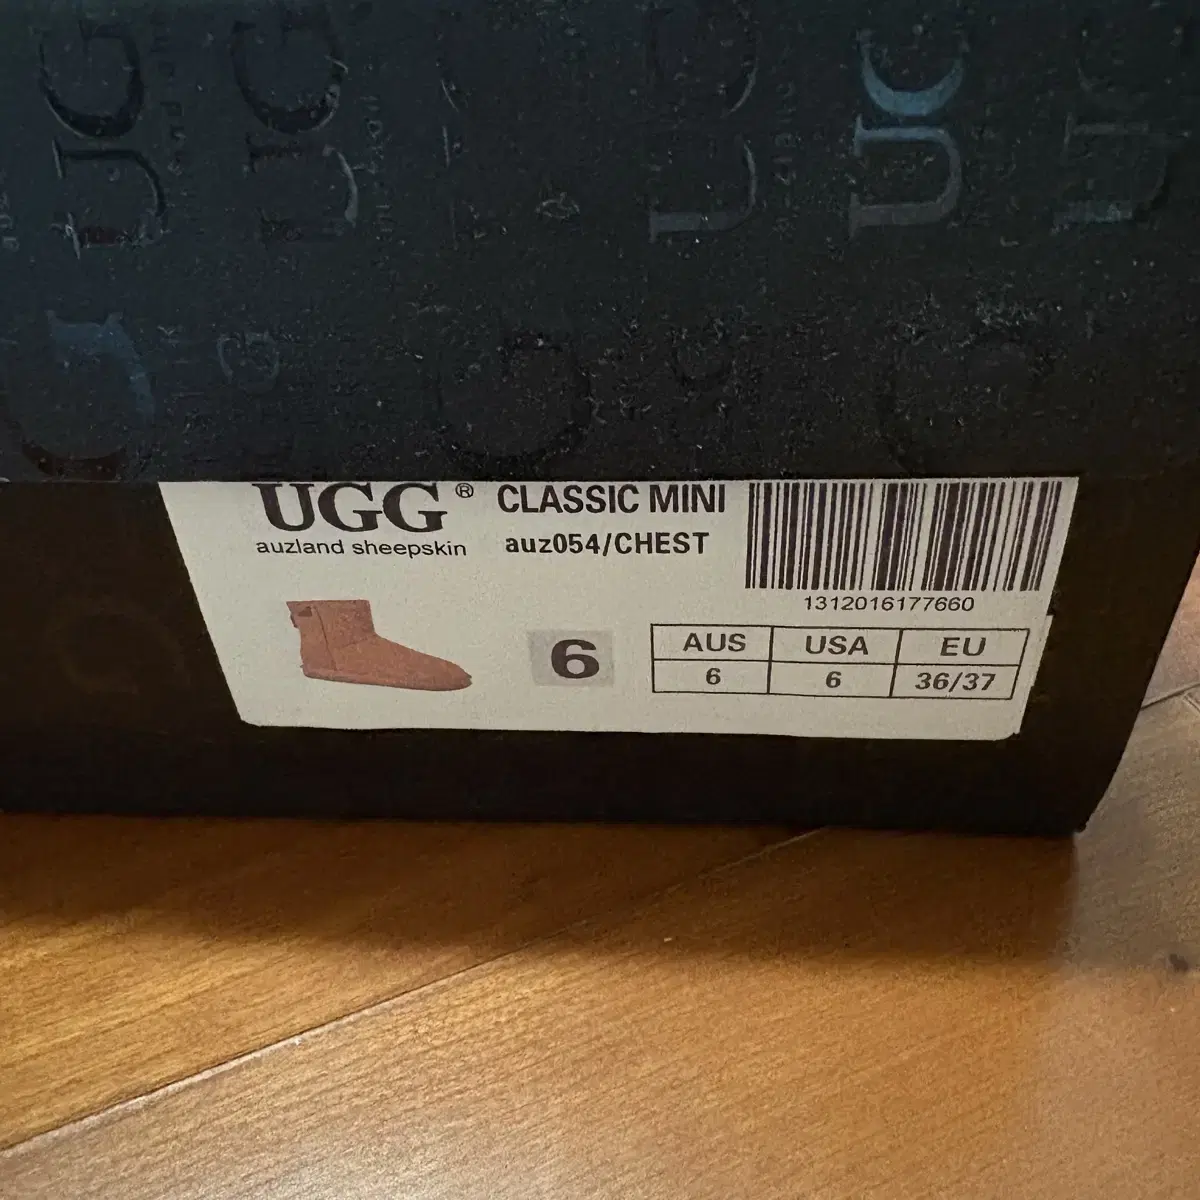 UGG® CLASSIC MINI
auzland sheepskin auz054/CHEST
1312016177660
6
AUS USA EU
6 6 36/37